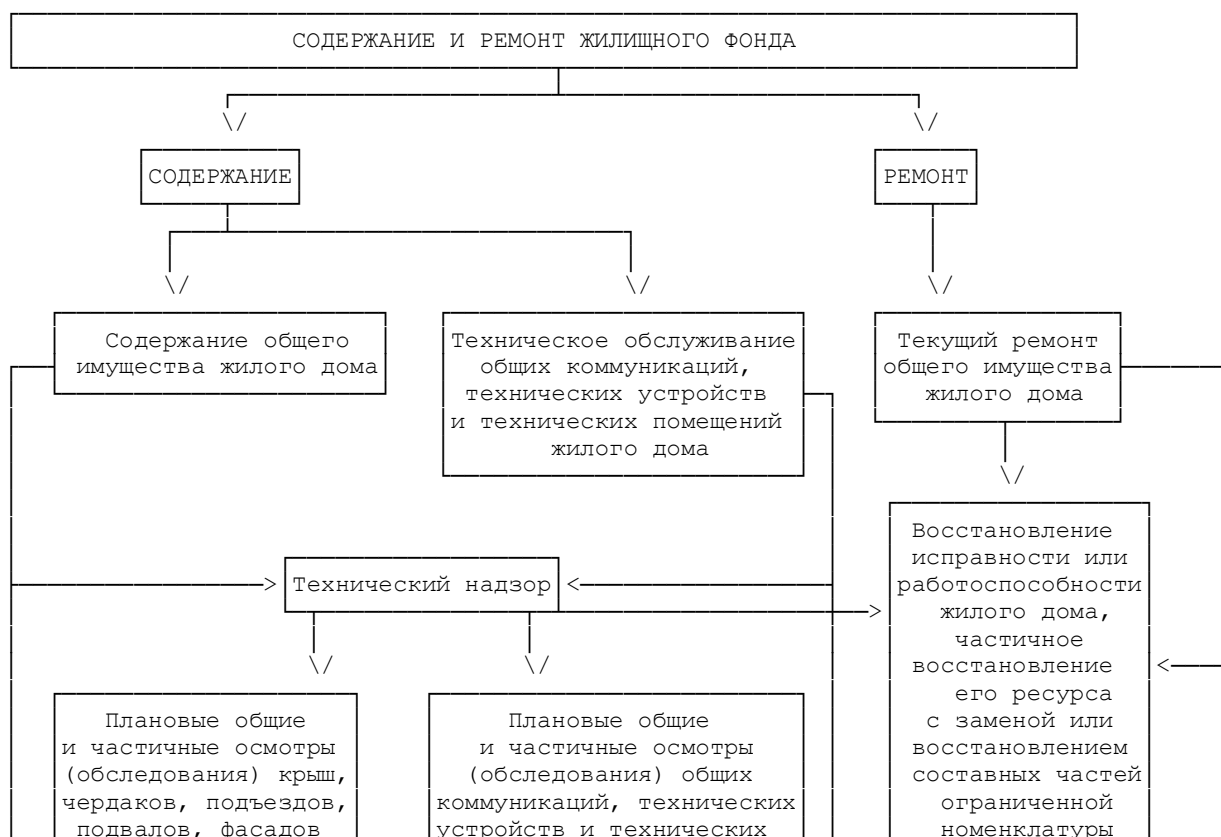 СОДЕРЖАНИЕ И РЕМОНТ ЖИЛИЩНОГО ФОНДА
СОДЕРЖАНИЕ
РЕМОНТ
Содержание общего
имущества жилого дома
Техническое обслуживание
общих коммуникаций,
технических устройств
и технических помещений
жилого дома
Текущий ремонт
общего имущества
жилого дома
Технический надзор
Восстановление
исправности или
работоспособности
жилого дома,
частичное
восстановление
его ресурса
с заменой или
восстановлением
составных частей
ограниченной
номенклатуры
Плановые общие
и частичные осмотры
(обследования) крыш,
чердаков, подъездов,
подвалов, фасадов
Плановые общие
и частичные осмотры
(обследования) общих
коммуникаций, технических
устройств и технических